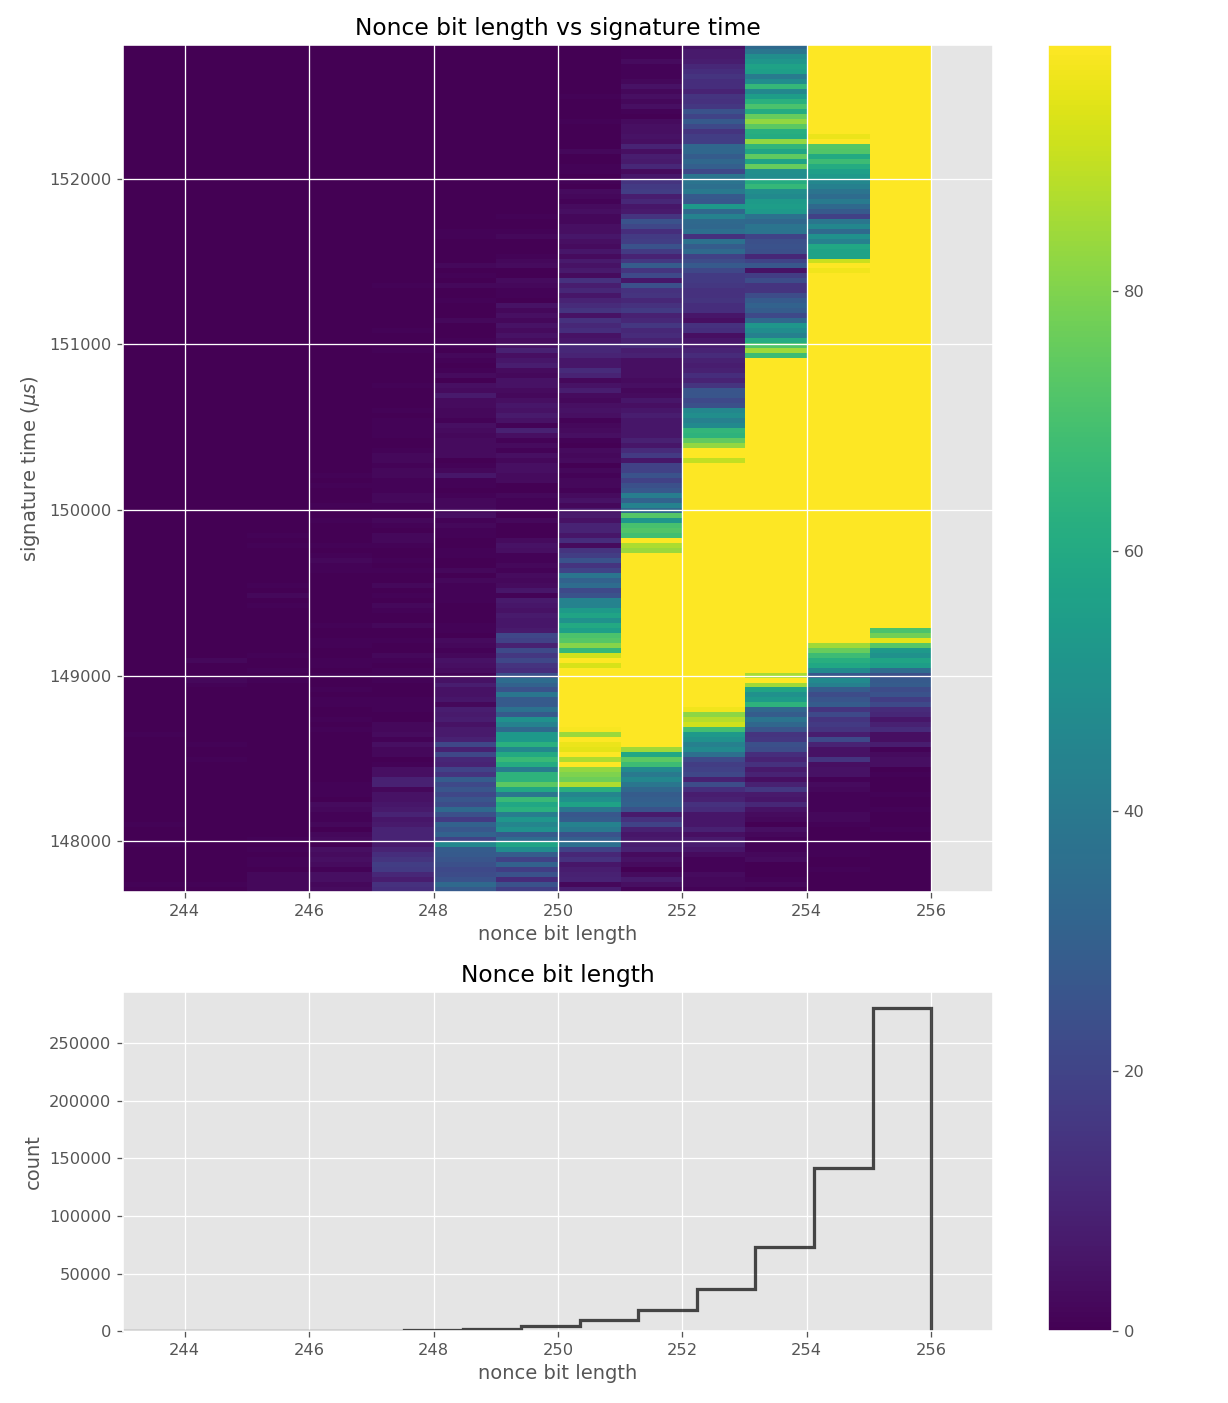 Nonce bit length vs signature time
152000
151000
150000
149000
148000
signature time (μs)
244 246 248 250 252 254 256
nonce bit length
80
60
40
20
0
Nonce bit length
250000
200000
150000
100000
50000
0
count
244 246 248 250 252 254 256
nonce bit length